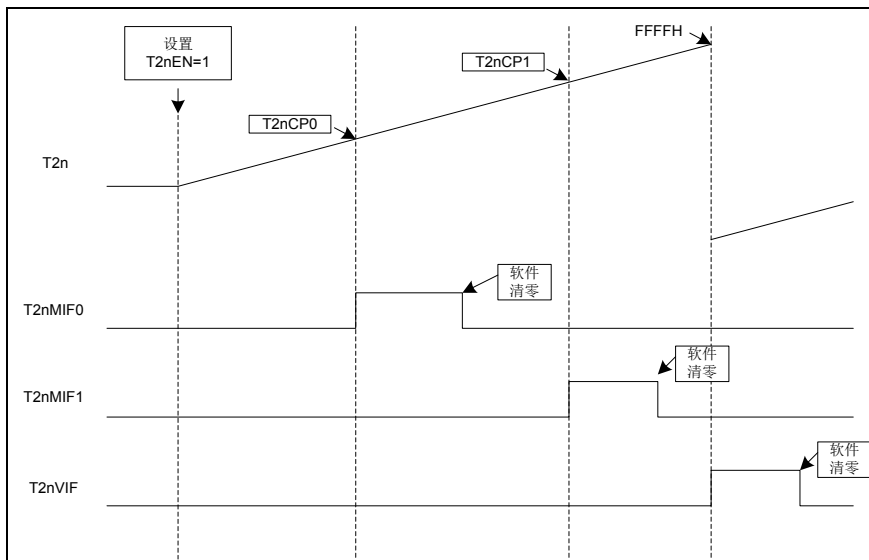 设置
T2nEN=1
FFFFH
T2nCP1
T2nCP0
T2n
软件
清零
T2nMIF0
软件
清零
T2nMIF1
软件
清零
T2nVIF